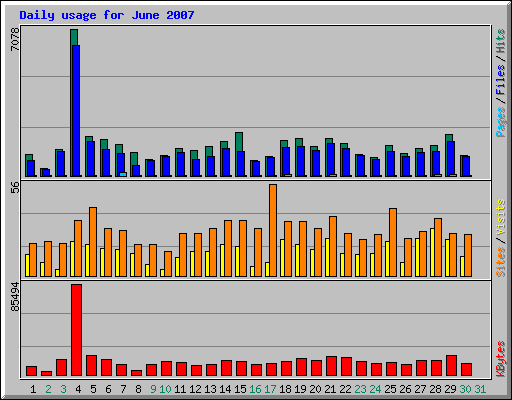 Daily usage for June 2007
7078
Pages / Files / Hits
56
Sites / Visits
85494
KBytes
1 2 3 4 5 6 7 8 9 10 11 12 13 14 15 16 17 18 19 20 21 22 23 24 25 26 27 28 29 30 31